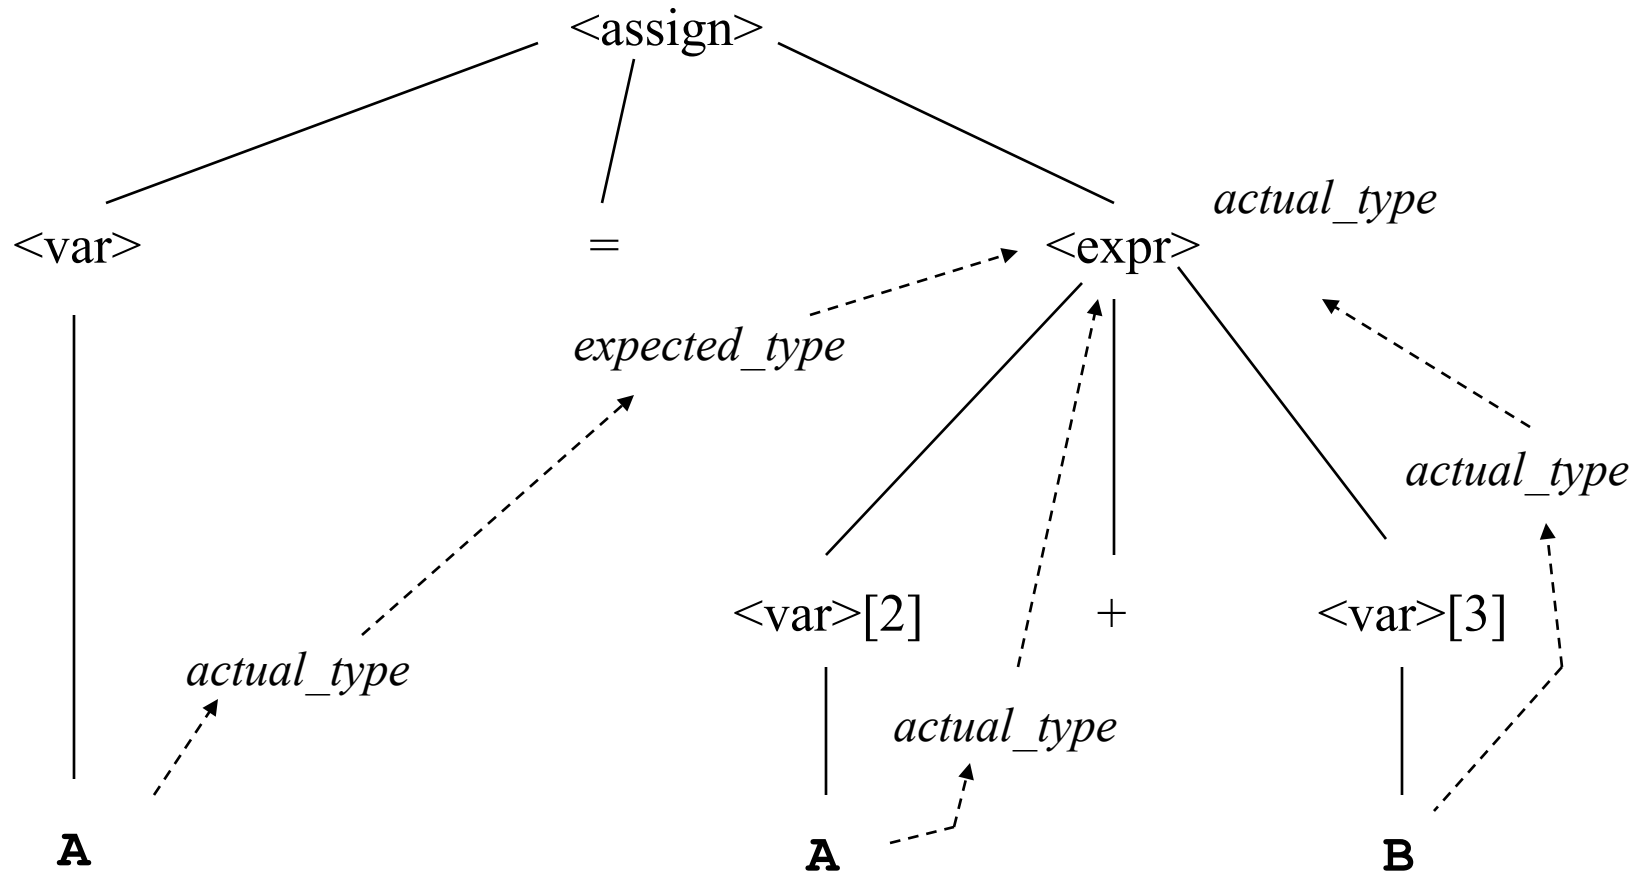 <assign>
actual_type
<var> = <expr>
expected_type
actual_type
<var>[2] + <var>[3]
actual_type
actual_type
A A B